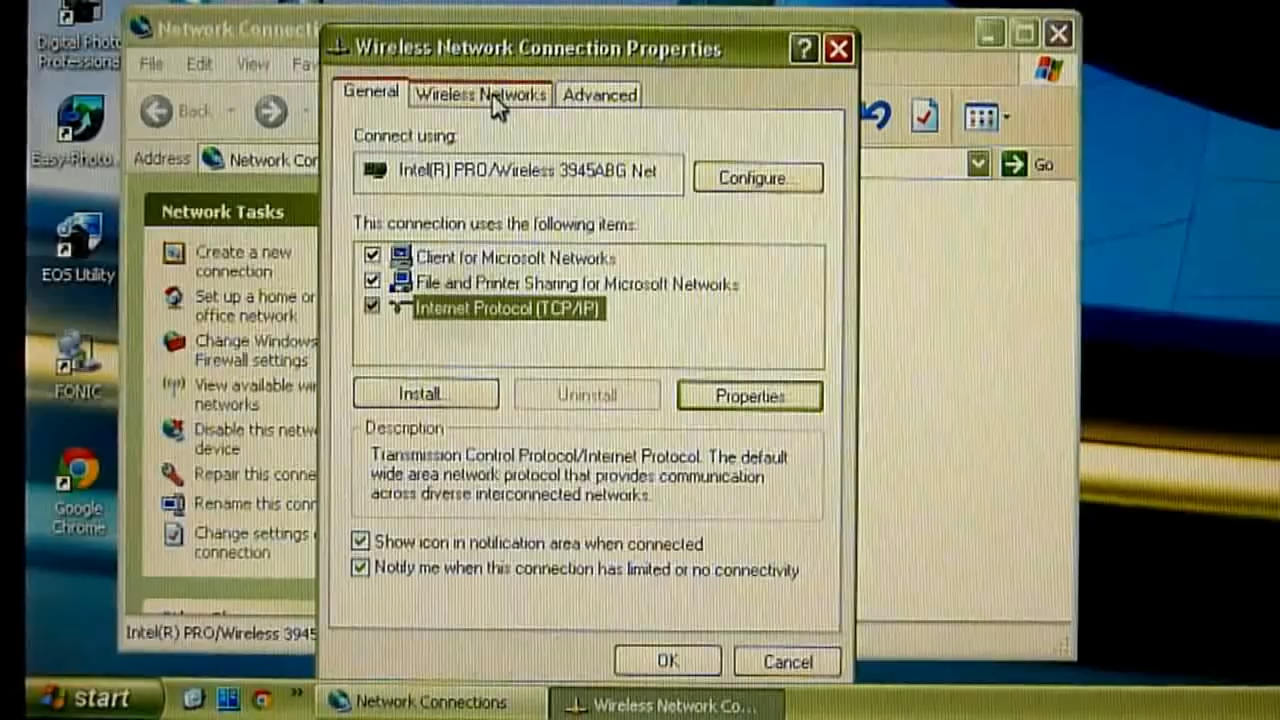 Digital Photo
Professional
Easy-Photo...
EOS Utility
FONIC
Google
Chrome
Network Connecti
File Edit View Fav
Back
Address Network Cor
Go
Network Tasks
Create a new
connection
Set up a home or
office network
Change Windows
Firewall settings
View available wir
networks
Disable this netw
device
Repair this conne
Rename this conn
Change settings
connection
Intel(R) PRO/Wireless 3945
Wireless Network Connection Properties
General Wireless Networks Advanced
Connect using:
Intel(R) PRO/Wireless 3945ABG Net
Configure...
This connection uses the following items:
Client for Microsoft Networks
File and Printer Sharing for Microsoft Networks
Internet Protocol (TCP/IP)
Install... Uninstall Properties
Description
Transmission Control Protocol/Internet Protocol. The default
wide area network protocol that provides communication
across diverse interconnected networks.
Show icon in notification area when connected
Notify me when this connection has limited or no connectivity
OK Cancel
start » Network Connections Wireless Network Co...